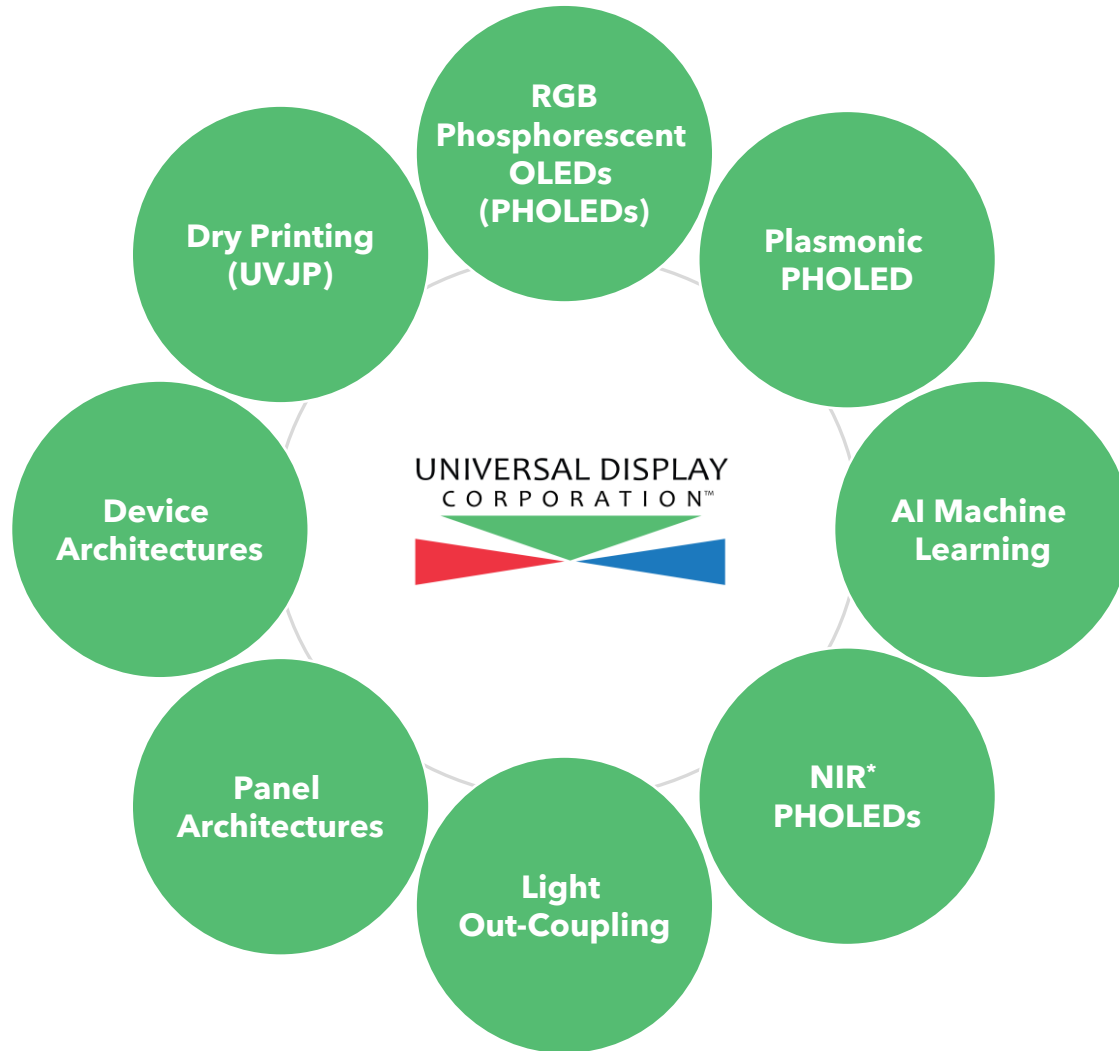 RGB
Phosphorescent
OLEDs
(PHOLEDs)
Plasmonic
PHOLED
AI Machine
Learning
NIR*
PHOLEDs
Light
Out-Coupling
Panel
Architectures
Device
Architectures
Dry Printing
(UVJP)
UNIVERSAL DISPLAY
CORPORATION™